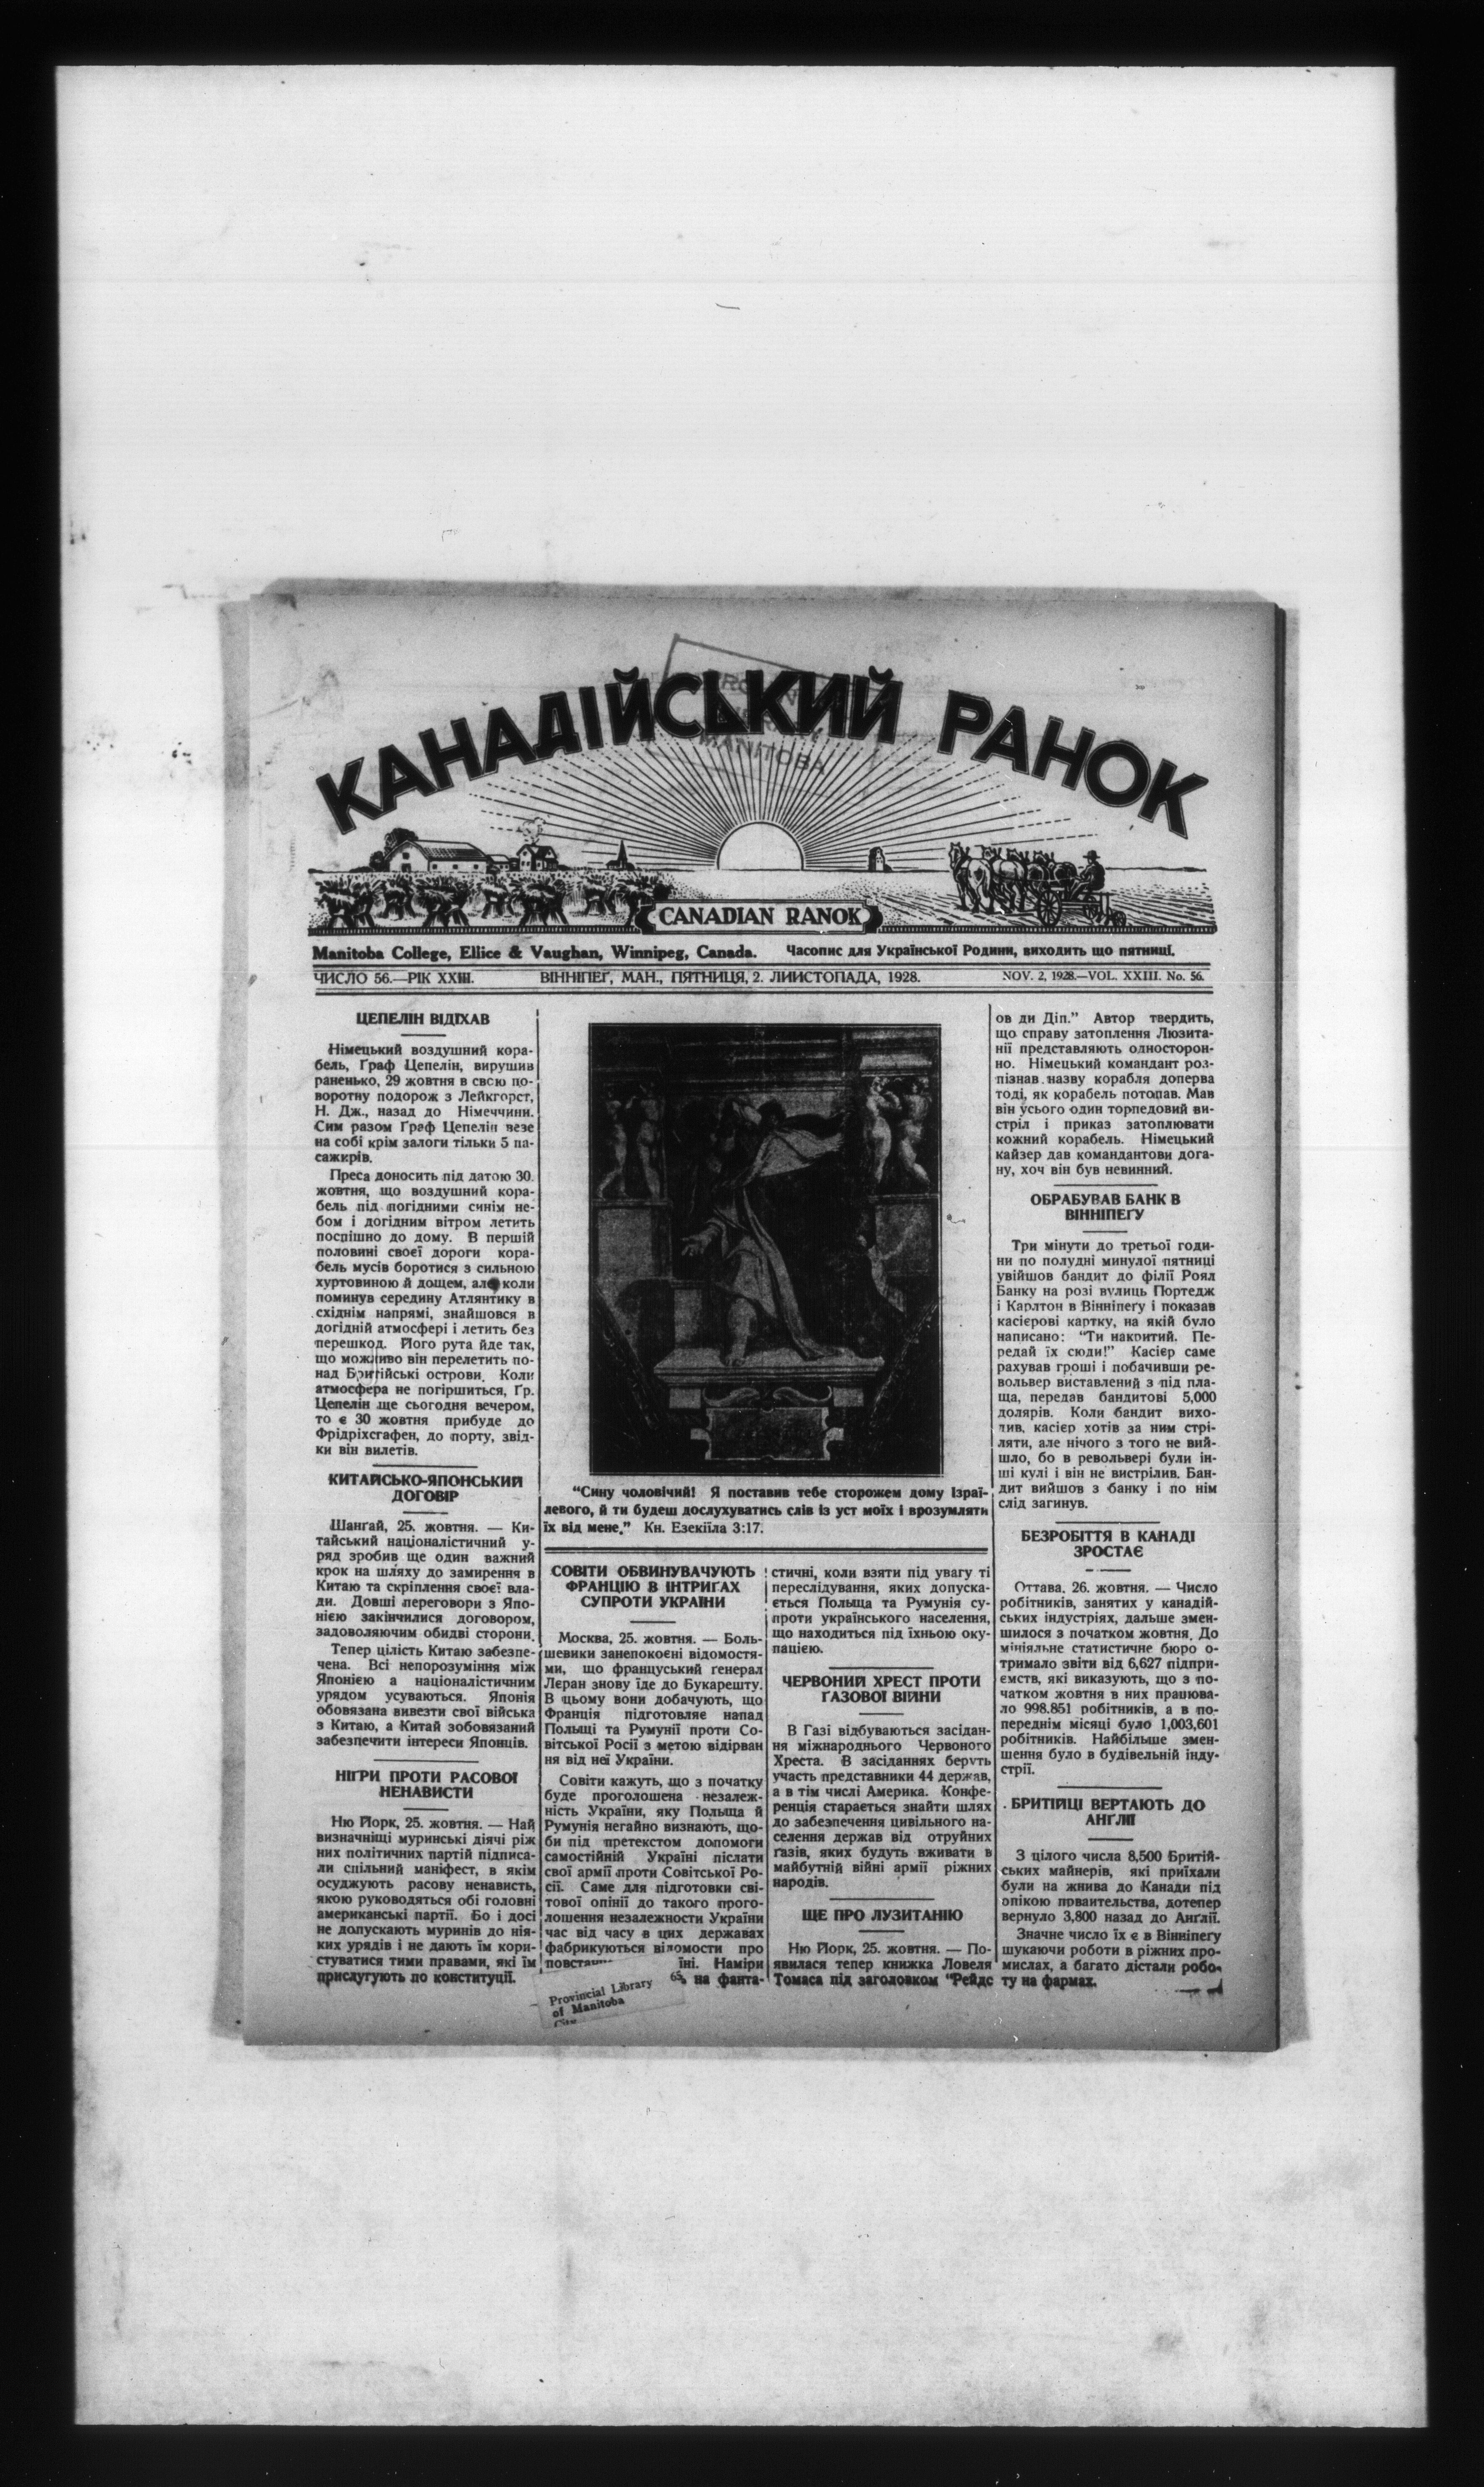 КАНАДІЙСЬКИЙ РАНОК
CANADIAN RANOK
Manitoba College, Ellice & Vaughan, Winnipeg, Canada. Часопис для Української Родини, виходить що пятниці.
ЧИСЛО 56.—РІК XXIII. ВІННІПЕҐ, МАН., ПЯТНИЦЯ, 2. ЛИИСТОПАДА, 1928. NOV. 2, 1928.—VOL. XXIII. No. 56.
ЦЕПЕЛІН ВІДЇХАВ
Німецький воздушний кора-
бель, Ґраф Цепелін, вирушив
раненько, 29 жовтня в свою по-
воротну подорож з Лейкгорст,
Н. Дж., назад до Німеччини.
Сим разом Ґраф Цепелін везе
на собі крім залоги тільки 5 па-
сажирів.
Преса доносить під датою 30.
жовтня, що воздушний кора-
бель під погідними синім не-
бом і догідним вітром летить
поспішно до дому. В першій
половині своєї дороги кора-
бель мусів боротися з сильною
хуртовиною й дощем, але коли
поминув середину Атлянтику в
східнім напрямі, знайшовся в
догідній атмосфері і летить без
перешкод. Його рута йде так,
що можливо він перелетить по-
над Бритійські острови. Коли
атмосфера не погіршиться, Ґр.
Цепелін ще сьогодня вечером,
то є 30 жовтня прибуде до
Фрідріхсгафен, до порту, звід-
ки він вилетів.
КИТАЙСЬКО-ЯПОНСЬКИЙ
ДОГОВІР
Шанґай, 25. жовтня. — Ки-
тайський націоналістичний у-
ряд зробив ще один важний
крок на шляху до замирення в
Китаю та скріплення своєї вла-
ди. Довші переговори з Япо-
нією закінчилися договором,
задоволяючим обидві сторони.
Тепер цілість Китаю забезпе-
чена. Всі непорозуміння між
Японією а націоналістичним
урядом усуваються. Японія
обовязана вивезти свої війська
з Китаю, а Китай зобовязаний
забезпечити інтереси Японців.
НІҐРИ ПРОТИ РАСОВОЇ
НЕНАВИСТИ
Ню Йорк, 25. жовтня. — Най
визначніщі муринські діячі ріж
них політичних партій підписа-
ли спільний маніфест, в якім
осуджують расову ненависть,
якою руководяться обі головні
американські партії. Бо і досі
не допускають муринів до нія-
ких урядів і не дають їм кори-
стуватися тими правами, які їм
прислугують по конституції.
“Сину чоловічий! Я поставив тебе сторожем дому Ізраї-
левого, й ти будеш дослухуватись слів із уст моїх і врозумляти
їх від мене.” Кн. Езекіїла 3:17.
СОВІТИ ОБВИНУВАЧУЮТЬ
ФРАНЦІЮ В ІНТРИҐАХ
СУПРОТИ УКРАЇНИ
Москва, 25. жовтня. — Боль-
шевики занепокоєні відомостя-
ми, що француський ґенерал
Леран знову їде до Букарешту.
В цьому вони добачують, що
Франція підготовляє напад
Польщі та Румунії проти Со-
вітської Росії з метою відірван
ня від неї України.
Совіти кажуть, що з початку
буде проголошена незалеж-
ність України, яку Польща й
Румунія негайно визнають, що-
би під претекстом допомоги
самостійній Україні післати
свої армії проти Совітської Ро-
сії. Саме для підготовки сві-
тової опінії до такого прого-
лошення незалежности України
час від часу в цих державах
фабрикуються відомости про
їні. Наміри
на фанта-
Provincial Library
of Manitoba
City
65
стичні, коли взяти під увагу ті
переслідування, яких допуска-
ється Польща та Румунія су-
проти українського населення,
що находиться під їхньою оку-
пацією.
ЧЕРВОНИЙ ХРЕСТ ПРОТИ
ҐАЗОВОЇ ВІЙНИ
В Газі відбуваються засідан-
ня міжнароднього Червоного
Хреста. В засіданнях беруть
участь представники 44 держав,
а в тім числі Америка. Конфе-
ренція старається знайти шлях
до забезпечення цивільного на-
селення держав від отруйних
ґазів, яких будуть вживати в
майбутній війні армії ріжних
народів.
ЩЕ ПРО ЛУЗИТАНІЮ
Ню Йорк, 25. жовтня. — По-
явилася тепер книжка Ловеля
Томаса під заголовком “Рейдс
ов ди Діп.” Автор твердить,
що справу затоплення Люзита-
нії представляють односторон-
но. Німецький командант роз-
пізнав назву корабля доперва
тоді, як корабель потопав. Мав
він усього один торпедовий ви-
стріл і приказ затоплювати
кожний корабель. Німецький
кайзер дав командантови дога-
ну, хоч він був невинний.
ОБРАБУВАВ БАНК В
ВІННІПЕҐУ
Три мінути до третьої годи-
ни по полудні минулої пятниці
увійшов бандит до філії Роял
Банку на розі вулиць Портедж
і Карлтон в Вінніпеґу і показав
касієрові картку, на якій було
написано: “Ти накритий. Пе-
редай їх сюди!” Касієр саме
рахував гроші і побачивши ре-
вольвер виставлений з під пла-
ща, передав бандитові 5,000
долярів. Коли бандит вихо-
див, касієр хотів за ним стрі-
ляти, але нічого з того не вий-
шло, бо в револьвері були ін-
ші кулі і він не вистрілив. Бан-
дит вийшов з банку і по нім
слід загинув.
БЕЗРОБІТТЯ В КАНАДІ
ЗРОСТАЄ
Оттава, 26. жовтня. — Число
робітників, занятих у канадій-
ських індустріях, дальше змен-
шилося з початком жовтня. До
мініяльне статистичне бюро о-
тримало звіти від 6,627 підпри-
ємств, які виказують, що з по-
чатком жовтня в них працюва-
ло 998.851 робітників, а в по-
переднім місяці було 1,003,601
робітників. Найбільше змен-
шення було в будівельній інду-
стрії.
БРИТІЙЦІ ВЕРТАЮТЬ ДО
АНҐЛІЇ
З цілого числа 8,500 Бритій-
ських майнерів, які приїхали
були на жнива до Канади під
опікою правительства, дотепер
вернуло 3,800 назад до Анґлії.
Значне число їх є в Вінніпеґу
шукаючи роботи в ріжних про-
мислах, а багато дістали робо-
ту на фармах.
MANITOBA